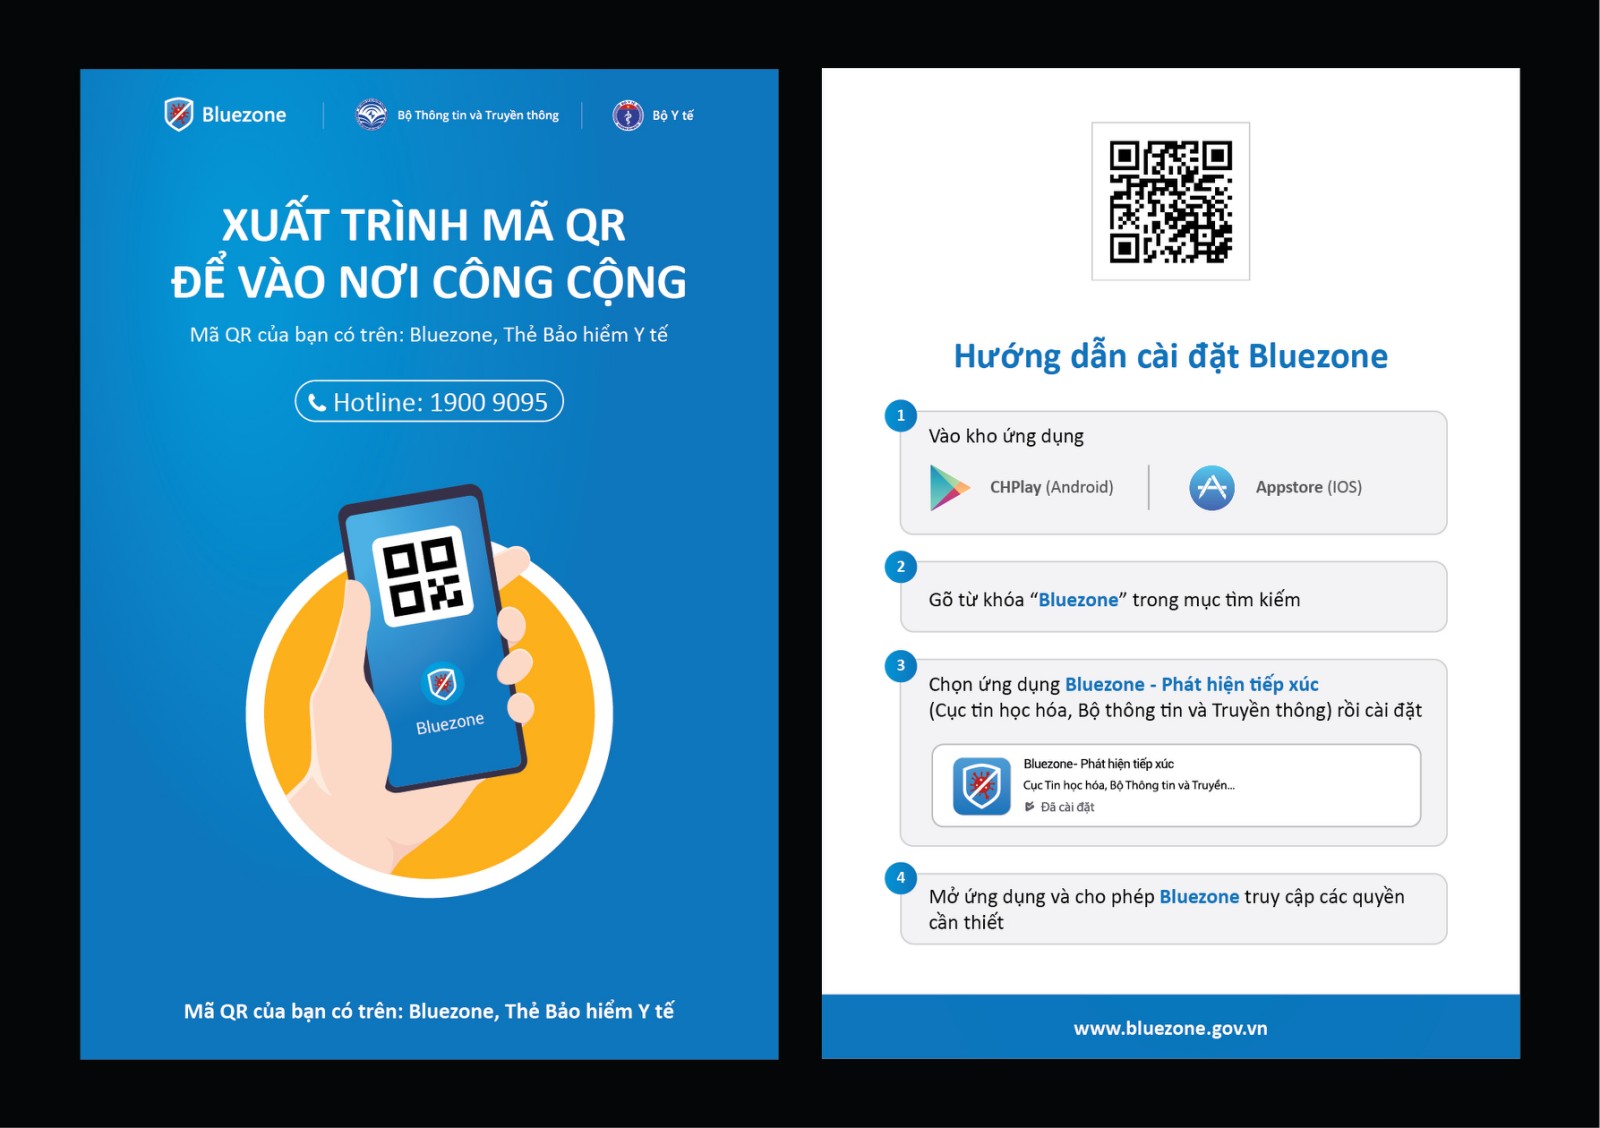 Bluezone
Bộ Thông tin và Truyền thông
Bộ Y tế
XUẤT TRÌNH MÃ QR
ĐỂ VÀO NƠI CÔNG CỘNG
Mã QR của bạn có trên: Bluezone, Thẻ Bảo hiểm Y tế
Hotline: 1900 9095
Bluezone
Mã QR của bạn có trên: Bluezone, Thẻ Bảo hiểm Y tế
Hướng dẫn cài đặt Bluezone
1
Vào kho ứng dụng
CHPlay (Android)
Appstore (IOS)
2
Gõ từ khóa “Bluezone” trong mục tìm kiếm
3
Chọn ứng dụng Bluezone - Phát hiện tiếp xúc
(Cục tin học hóa, Bộ thông tin và Truyền thông) rồi cài đặt
Bluezone- Phát hiện tiếp xúc
Cục Tin học hóa, Bộ Thông tin và Truyền...
Đã cài đặt
4
Mở ứng dụng và cho phép Bluezone truy cập các quyền
cần thiết
www.bluezone.gov.vn